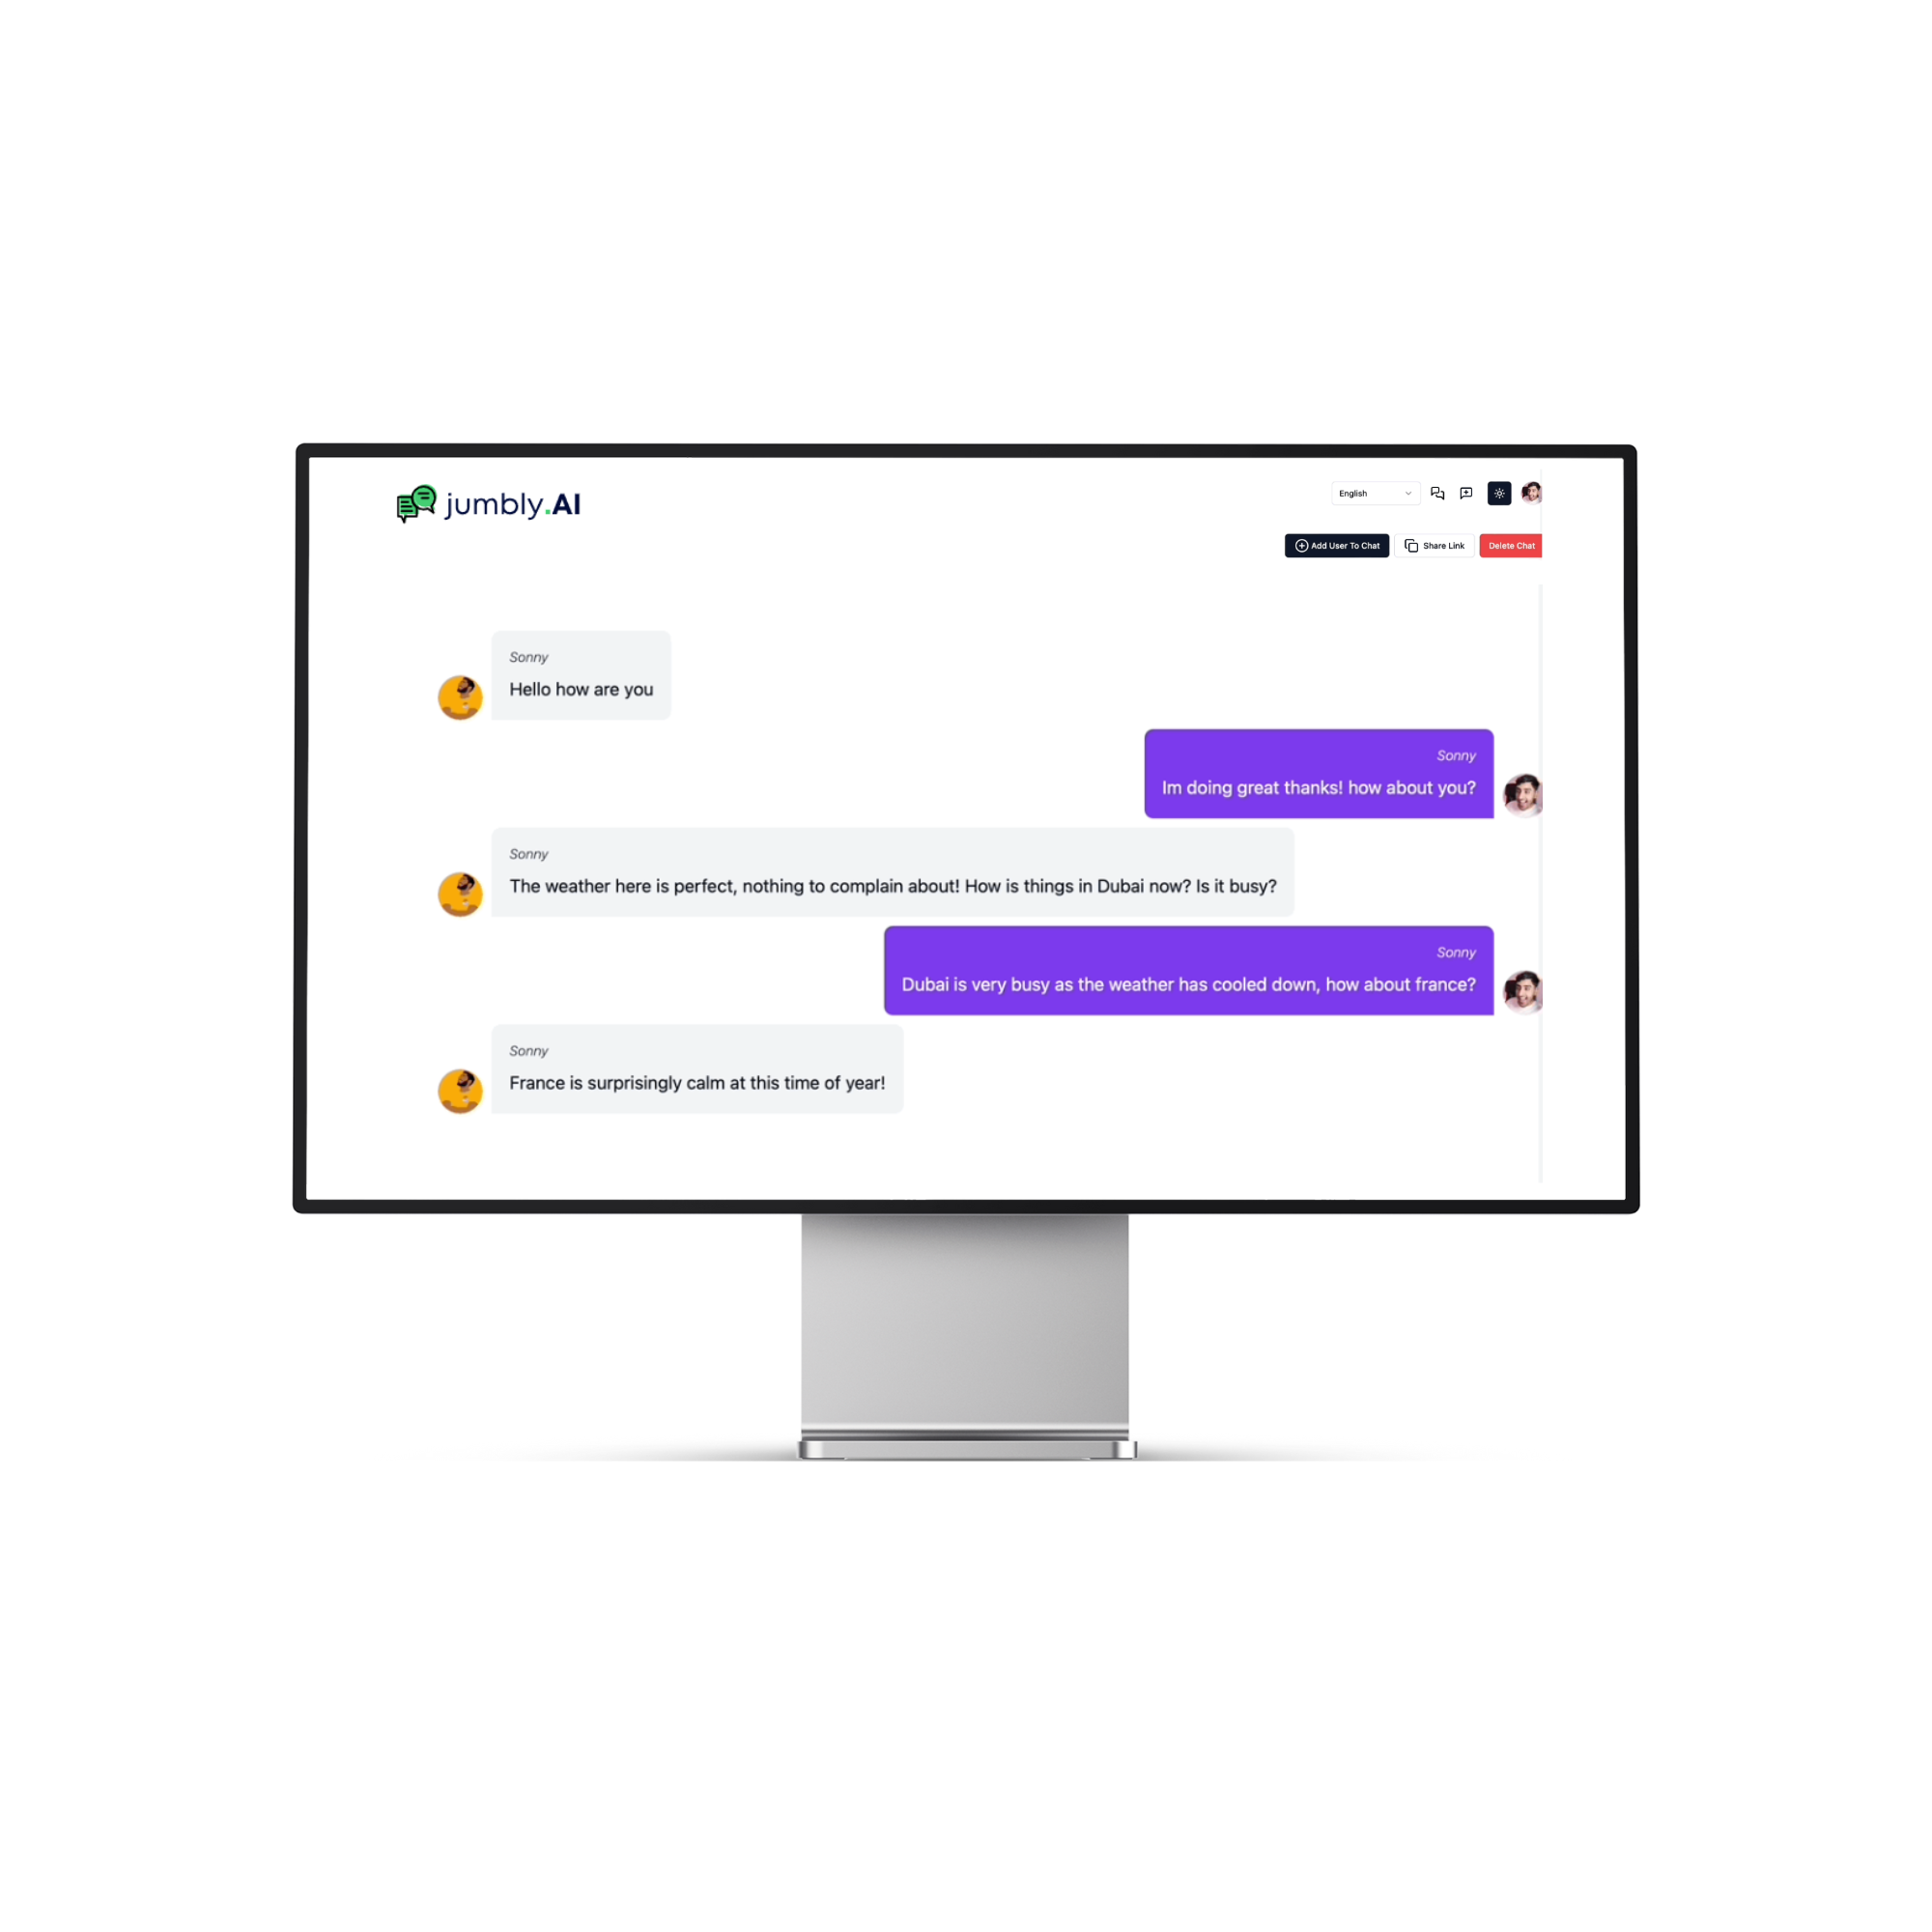 jumbly.AI
English
Add User To Chat
Share Link
Delete Chat
Sonny
Hello how are you
Sonny
Im doing great thanks! how about you?
Sonny
The weather here is perfect, nothing to complain about! How is things in Dubai now? Is it busy?
Sonny
Dubai is very busy as the weather has cooled down, how about france?
Sonny
France is surprisingly calm at this time of year!